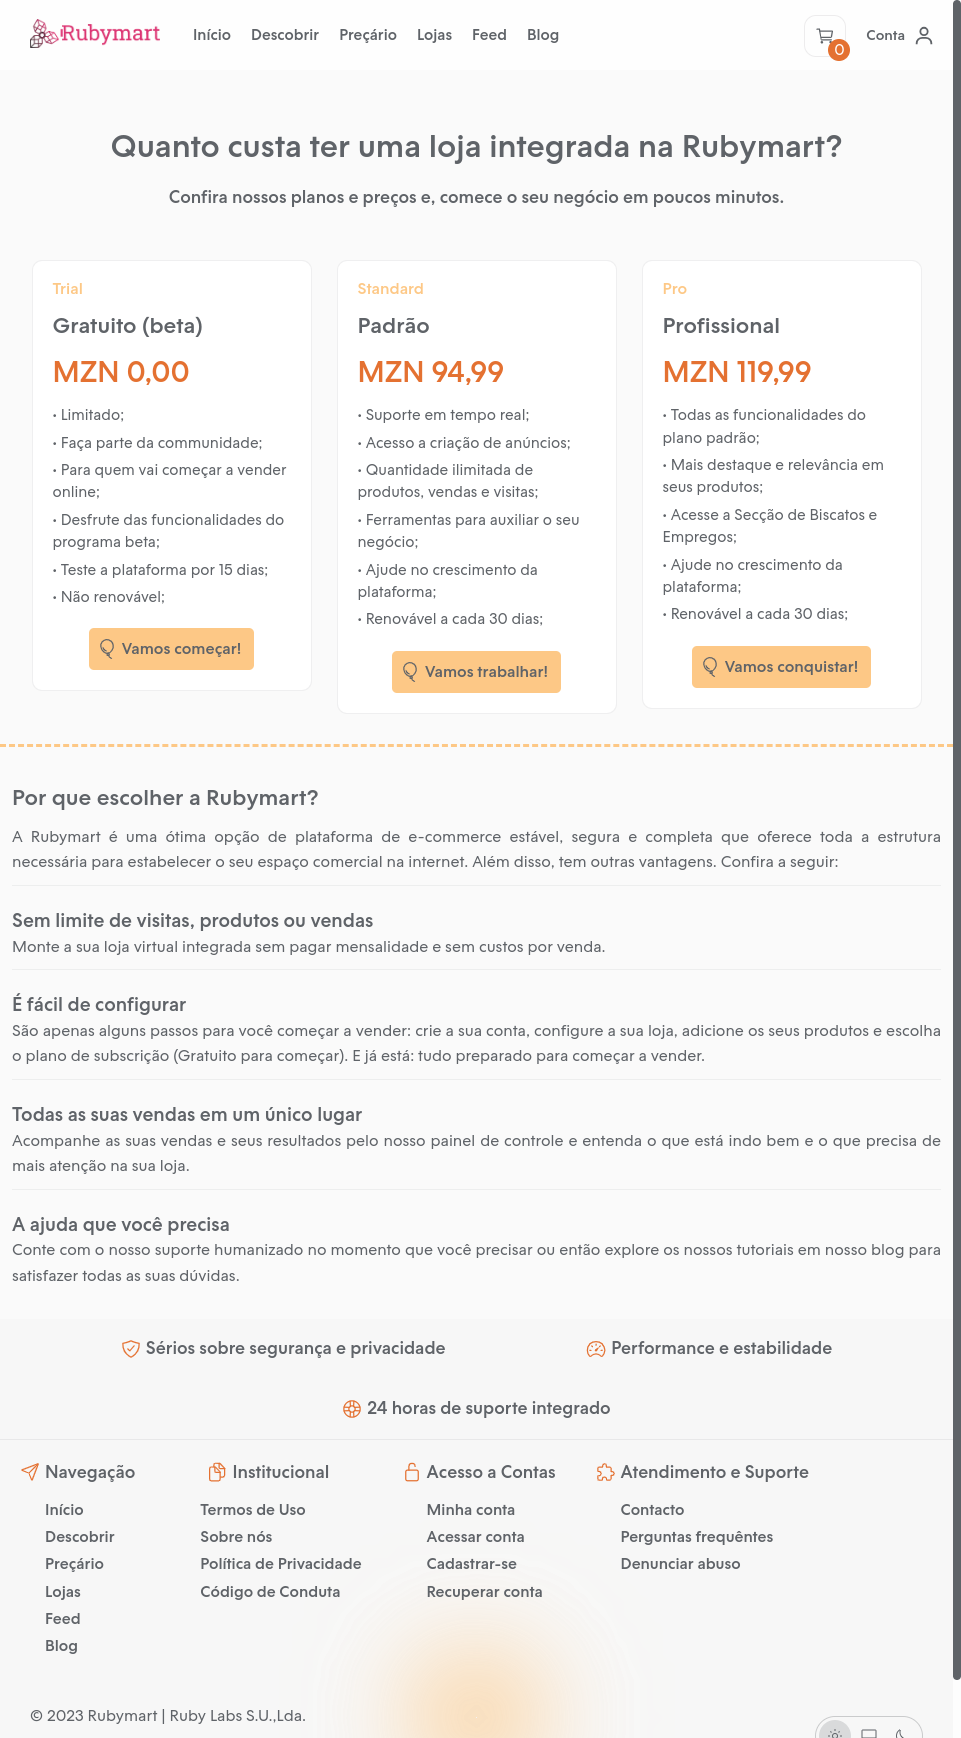 Rubymart
Início Descobrir Preçário Lojas Feed Blog
0
Conta
Quanto custa ter uma loja integrada na Rubymart?
Confira nossos planos e preços e, comece o seu negócio em poucos minutos.
Trial
Gratuito (beta)
MZN 0,00
• Limitado;
• Faça parte da communidade;
• Para quem vai começar a vender
online;
• Desfrute das funcionalidades do
programa beta;
• Teste a plataforma por 15 dias;
• Não renovável;
Vamos começar!
Standard
Padrão
MZN 94,99
• Suporte em tempo real;
• Acesso a criação de anúncios;
• Quantidade ilimitada de
produtos, vendas e visitas;
• Ferramentas para auxiliar o seu
negócio;
• Ajude no crescimento da
plataforma;
• Renovável a cada 30 dias;
Vamos trabalhar!
Pro
Profissional
MZN 119,99
• Todas as funcionalidades do
plano padrão;
• Mais destaque e relevância em
seus produtos;
• Acesse a Secção de Biscatos e
Empregos;
• Ajude no crescimento da
plataforma;
• Renovável a cada 30 dias;
Vamos conquistar!
Por que escolher a Rubymart?
A Rubymart é uma ótima opção de plataforma de e-commerce estável, segura e completa que oferece toda a estrutura
necessária para estabelecer o seu espaço comercial na internet. Além disso, tem outras vantagens. Confira a seguir:
Sem limite de visitas, produtos ou vendas
Monte a sua loja virtual integrada sem pagar mensalidade e sem custos por venda.
É fácil de configurar
São apenas alguns passos para você começar a vender: crie a sua conta, configure a sua loja, adicione os seus produtos e escolha
o plano de subscrição (Gratuito para começar). E já está: tudo preparado para começar a vender.
Todas as suas vendas em um único lugar
Acompanhe as suas vendas e seus resultados pelo nosso painel de controle e entenda o que está indo bem e o que precisa de
mais atenção na sua loja.
A ajuda que você precisa
Conte com o nosso suporte humanizado no momento que você precisar ou então explore os nossos tutoriais em nosso blog para
satisfazer todas as suas dúvidas.
Sérios sobre segurança e privacidade
Performance e estabilidade
24 horas de suporte integrado
Navegação
Início
Descobrir
Preçário
Lojas
Feed
Blog
Institucional
Termos de Uso
Sobre nós
Política de Privacidade
Código de Conduta
Acesso a Contas
Minha conta
Acessar conta
Cadastrar-se
Recuperar conta
Atendimento e Suporte
Contacto
Perguntas frequêntes
Denunciar abuso
© 2023 Rubymart | Ruby Labs S.U.,Lda.